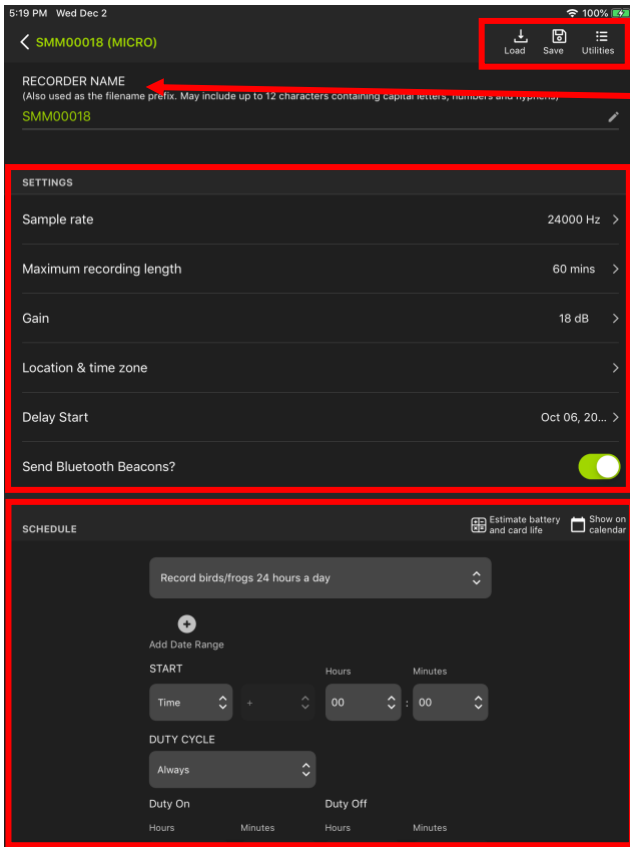 5:19 PM Wed Dec 2 100%
SMM00018 (MICRO)
Load Save Utilities
RECORDER NAME
(Also used as the filename prefix. May include up to 12 characters containing capital letters, numbers and hyphens)
SMM00018
SETTINGS
Sample rate 24000 Hz
Maximum recording length 60 mins
Gain 18 dB
Location & time zone
Delay Start Oct 06, 20...
Send Bluetooth Beacons?
SCHEDULE
Estimate battery and card life
Show on calendar
Record birds/frogs 24 hours a day
Add Date Range
START Hours Minutes
Time + 00 : 00
DUTY CYCLE
Always
Duty On Duty Off
Hours Minutes Hours Minutes